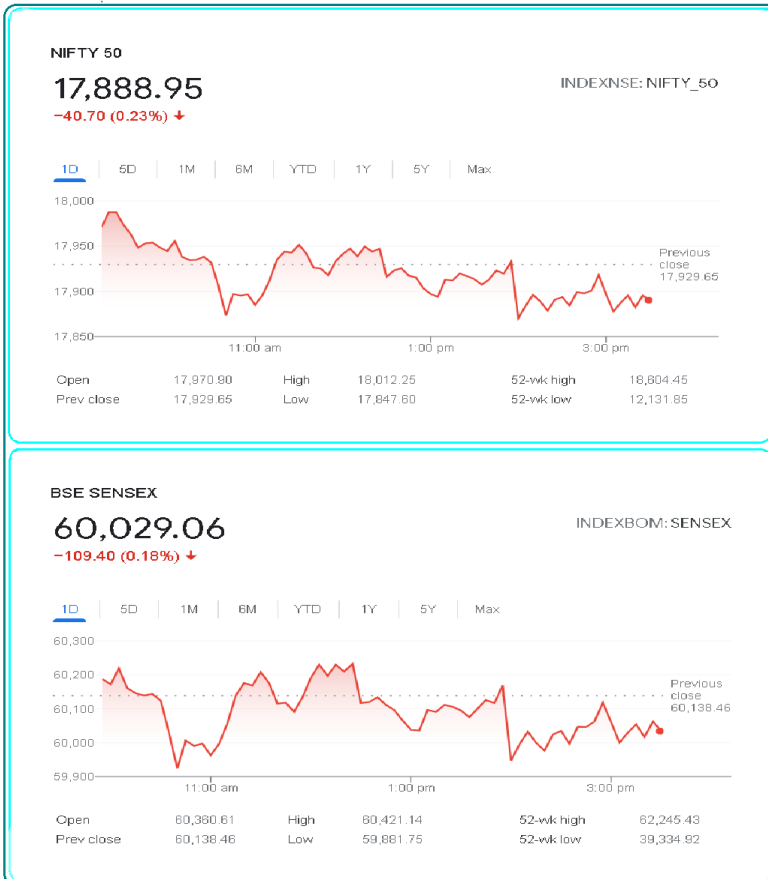 NIFTY 50
17,888.95
INDEXNSE: NIFTY_50
−40.70 (0.23%) ↓
1D 5D 1M 6M YTD 1Y 5Y Max
18,000
17,950
Previous
close
17,929.65
17,900
17,850
11:00 am 1:00 pm 3:00 pm
Open 17,970.90 High 18,012.25 52-wk high 18,604.45
Prev close 17,929.65 Low 17,847.60 52-wk low 12,131.85
BSE SENSEX
60,029.06
INDEXBOM: SENSEX
−109.40 (0.18%) ↓
1D 5D 1M 6M YTD 1Y 5Y Max
60,300
60,200
Previous
close
60,138.46
60,100
60,000
59,900
11:00 am 1:00 pm 3:00 pm
Open 60,360.61 High 60,421.14 52-wk high 62,245.43
Prev close 60,138.46 Low 59,881.75 52-wk low 39,334.92